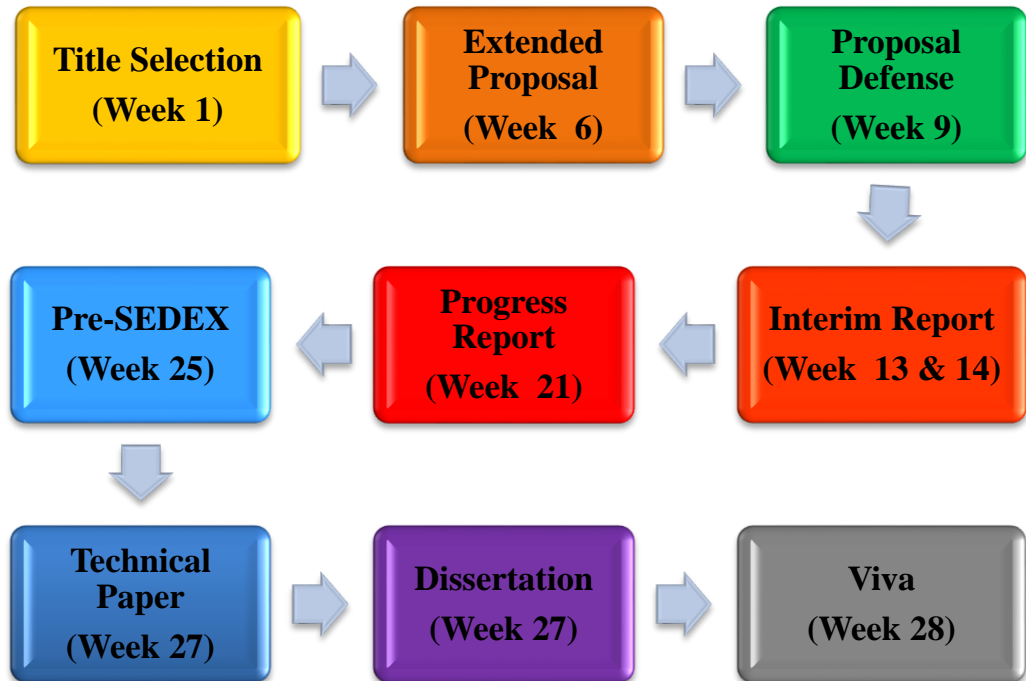 Title Selection
(Week 1)
Extended
Proposal
(Week 6)
Proposal
Defense
(Week 9)
Interim Report
(Week 13 & 14)
Progress
Report
(Week 21)
Pre-SEDEX
(Week 25)
Technical
Paper
(Week 27)
Dissertation
(Week 27)
Viva
(Week 28)